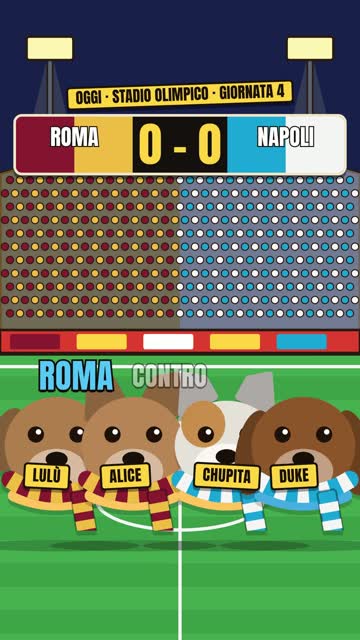 OGGI · STADIO OLIMPICO · GIORNATA 4
ROMA 0 - 0 NAPOLI
ROMA CONTRO
LULÙ ALICE CHUPITA DUKE